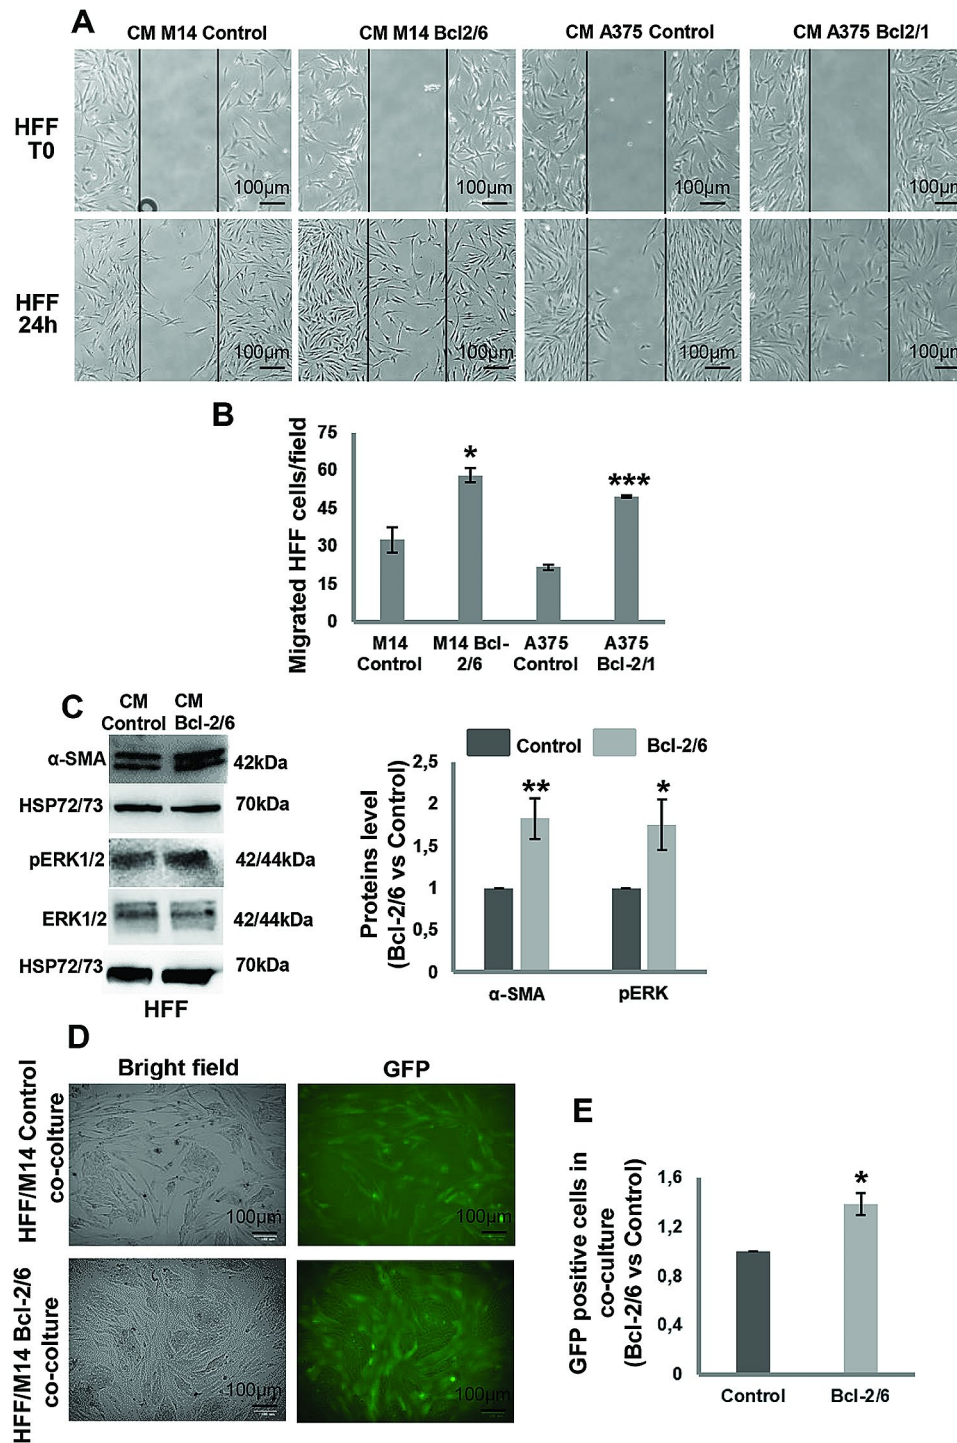 A
CM M14 Control
CM M14 Bcl2/6
CM A375 Control
CM A375 Bcl2/1
HFF
T0
100µm
100µm
100µm
100µm
HFF
24h
100µm
100µm
100µm
100µm
B
Migrated HFF cells/field
75
60
45
30
15
0
*
***
M14
Control
M14 Bcl-
2/6
A375
Control
A375
Bcl-2/1
C
CM
Control
CM
Bcl-2/6
α-SMA
42kDa
HSP72/73
70kDa
pERK1/2
42/44kDa
ERK1/2
42/44kDa
HSP72/73
70kDa
HFF
Control
Bcl-2/6
Proteins level
(Bcl-2/6 vs Control)
2,5
2
1,5
1
0,5
0
**
*
α-SMA
pERK
D
Bright field
GFP
HFF/M14 Control
co-colture
100µm
100µm
HFF/M14 Bcl-2/6
co-colture
100µm
100µm
E
GFP positive cells in
co-culture
(Bcl-2/6 vs Control)
1,6
1,2
0,8
0,4
0
*
Control
Bcl-2/6